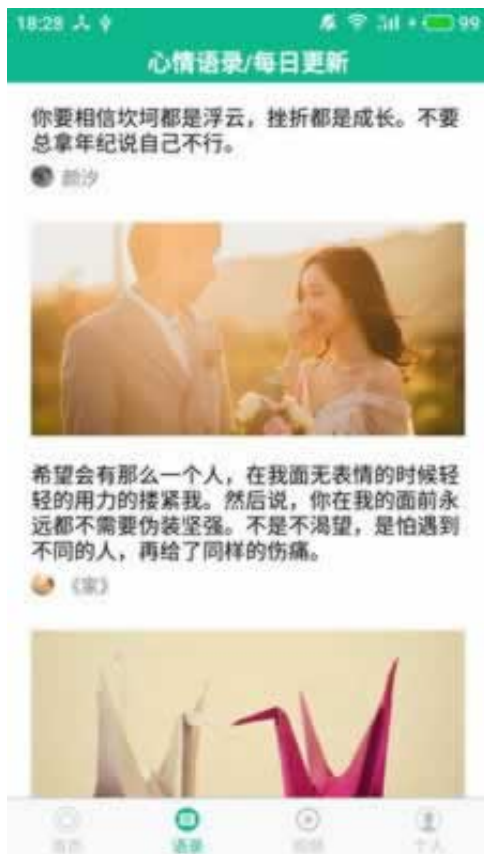 18:28
99
心情语录/每日更新
你要相信坎坷都是浮云，挫折都是成长。不要
总拿年纪说自己不行。
颜汐
希望会有那么一个人，在我面无表情的时候轻
轻的用力的搂紧我。然后说，你在我的面前永
远都不需要伪装坚强。不是不渴望，是怕遇到
不同的人，再给了同样的伤痛。
《家》
语录
个人